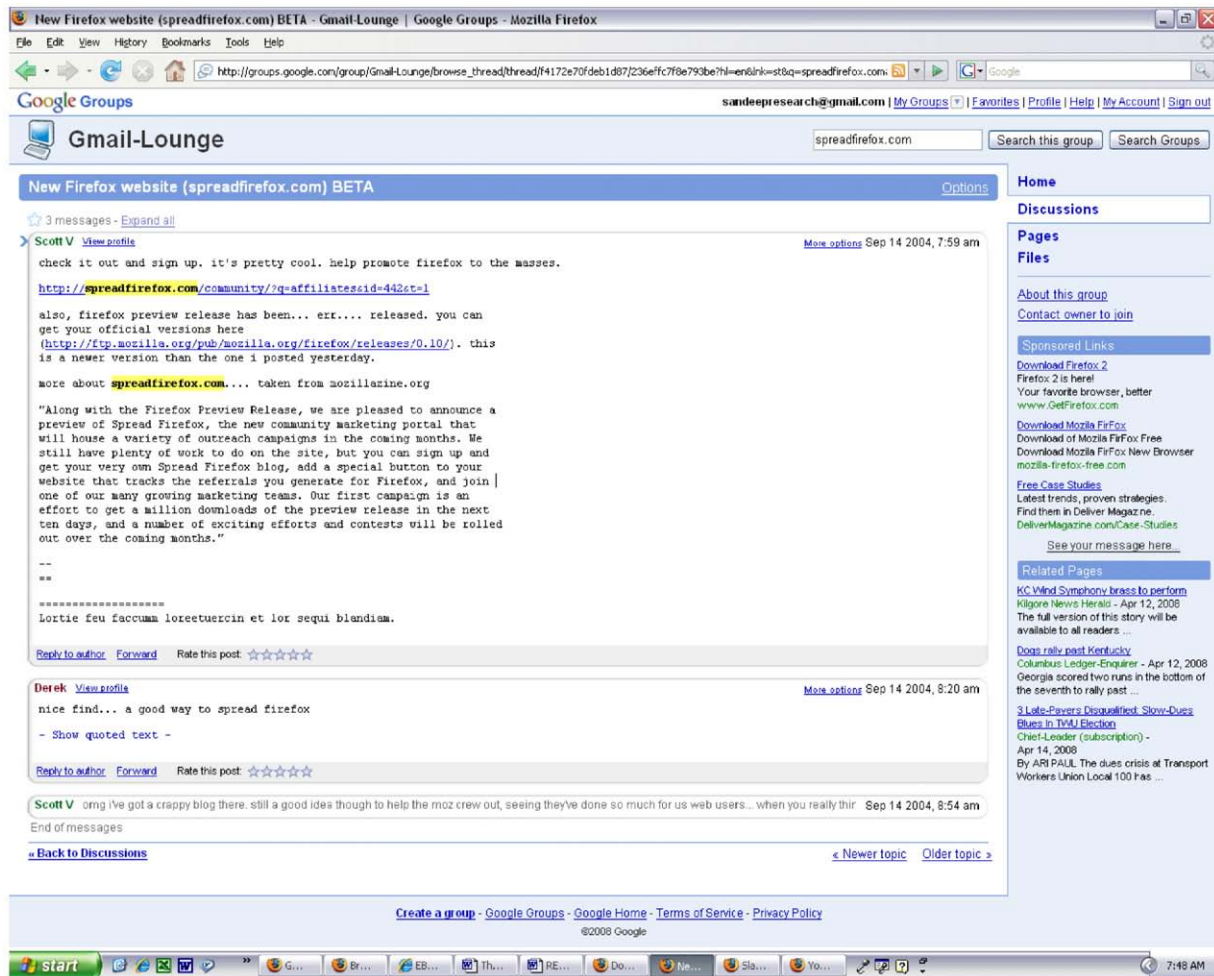 New Firefox website (spreadfirefox.com) BETA - Gmail-Lounge | Google Groups - Mozilla Firefox
File Edit View History Bookmarks Tools Help
http://groups.google.com/group/Gmail-Lounge/browse_thread/thread/f4172e70fdeb1d87/236effc7f8e793be?hl=en&lnk=st&q=spreadfirefox.com
G Google
Google Groups
sandeepresearch@gmail.com | My Groups | Favorites | Profile | Help | My Account | Sign out
Gmail-Lounge
spreadfirefox.com Search this group Search Groups
New Firefox website (spreadfirefox.com) BETA Options
3 messages - Expand all
Scott V View profile More options Sep 14 2004, 7:59 am
check it out and sign up. it's pretty cool. help promote firefox to the masses.
http://spreadfirefox.com/community/?q=affiliates&id=442&t=1
also, firefox preview release has been... err.... released. you can
get your official versions here
(http://ftp.mozilla.org/pub/mozilla.org/firefox/releases/0.10/). this
is a newer version than the one i posted yesterday.
more about spreadfirefox.com.... taken from mozillazine.org
"Along with the Firefox Preview Release, we are pleased to announce a
preview of Spread Firefox, the new community marketing portal that
will house a variety of outreach campaigns in the coming months. We
still have plenty of work to do on the site, but you can sign up and
get your very own Spread Firefox blog, add a special button to your
website that tracks the referrals you generate for Firefox, and join
one of our many growing marketing teams. Our first campaign is an
effort to get a million downloads of the preview release in the next
ten days, and a number of exciting efforts and contests will be rolled
out over the coming months."
--
==
===================
Lortie feu faccumm loreetuercin et lor sequi blandiam.
Reply to author Forward Rate this post:
Derek View profile More options Sep 14 2004, 8:20 am
nice find... a good way to spread firefox
- Show quoted text -
Reply to author Forward Rate this post:
Scott V omg i've got a crappy blog there. still a good idea though to help the moz crew out, seeing they've done so much for us web users... when you really thir Sep 14 2004, 8:54 am
End of messages
« Back to Discussions « Newer topic Older topic »
Home
Discussions
Pages
Files
About this group
Contact owner to join
Sponsored Links
Download Firefox 2
Firefox 2 is here!
Your favorite browser, better
www.GetFirefox.com
Download Mozila FirFox
Download of Mozila FirFox Free
Download Mozila FirFox New Browser
mozilla-firefox-free.com
Free Case Studies
Latest trends, proven strategies.
Find them in Deliver Magazine.
DeliverMagazine.com/Case-Studies
See your message here...
Related Pages
KC Wind Symphony brass to perform
Kilgore News Herald - Apr 12, 2008
The full version of this story will be
available to all readers ...
Dogs rally past Kentucky
Columbus Ledger-Enquirer - Apr 12, 2008
Georgia scored two runs in the bottom of
the seventh to rally past ...
3 Late-Payers Disqualified: Slow-Dues
Blues In TWU Election
Chief-Leader (subscription) -
Apr 14, 2008
By ARI PAUL The dues crisis at Transport
Workers Union Local 100 has ...
Create a group - Google Groups - Google Home - Terms of Service - Privacy Policy
©2008 Google
start G... Br... EB... Th... RE... Do... Ne... Sla... Yo... 7:48 AM